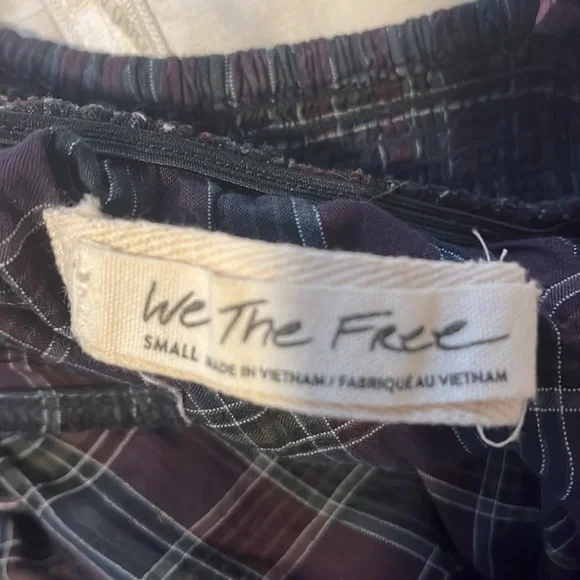 We The Free
SMALL MADE IN VIETNAM / FABRIQUÉ AU VIETNAM